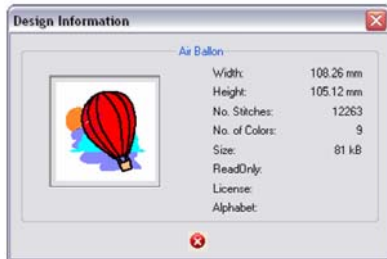 Design Information
Air Ballon
Width: 108.26 mm
Height: 105.12 mm
No. Stitches: 12263
No. of Colors: 9
Size: 81 kB
ReadOnly:
License:
Alphabet: